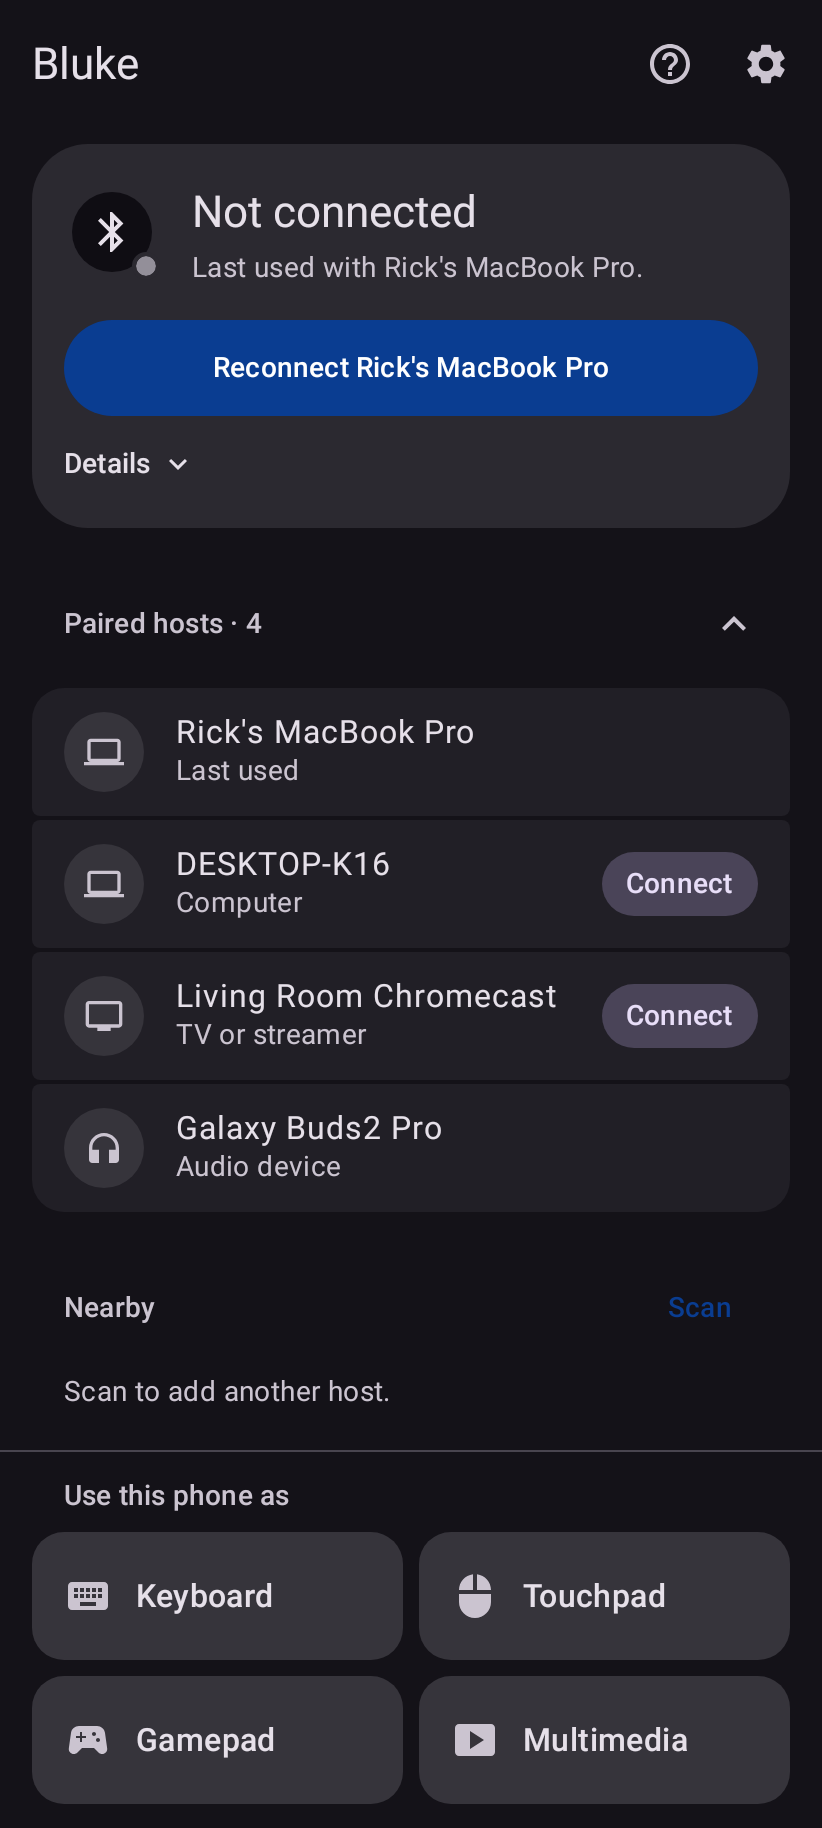 Bluke
Not connected
Last used with Rick's MacBook Pro.
Reconnect Rick's MacBook Pro
Details
Paired hosts · 4
Rick's MacBook Pro
Last used
DESKTOP-K16
Computer
Connect
Living Room Chromecast
TV or streamer
Connect
Galaxy Buds2 Pro
Audio device
Nearby
Scan
Scan to add another host.
Use this phone as
Keyboard
Touchpad
Gamepad
Multimedia